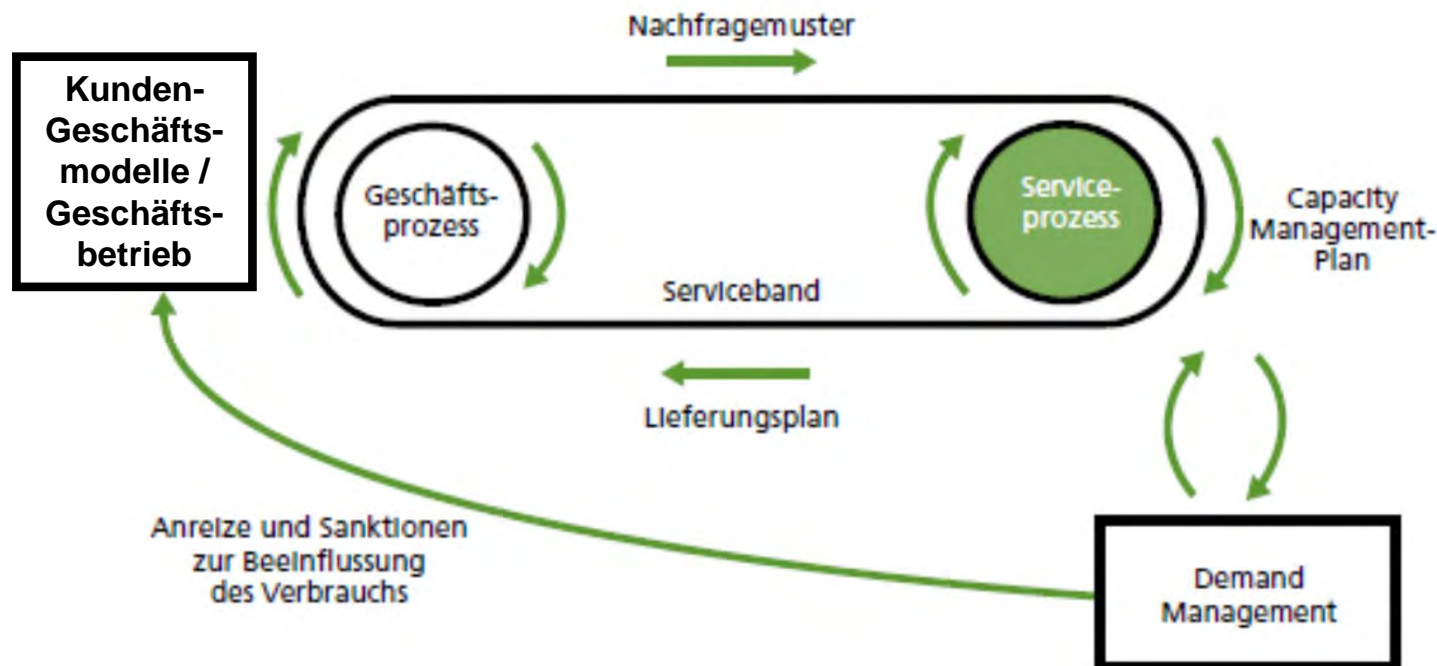 Nachfragemuster
Kunden-
Geschäfts-
modelle /
Geschäfts-
betrieb
Geschäfts-
prozess
Service-
prozess
Capacity
Management-
Plan
Serviceband
Lieferungsplan
Anreize und Sanktionen
zur Beeinflussung
des Verbrauchs
Demand
Management